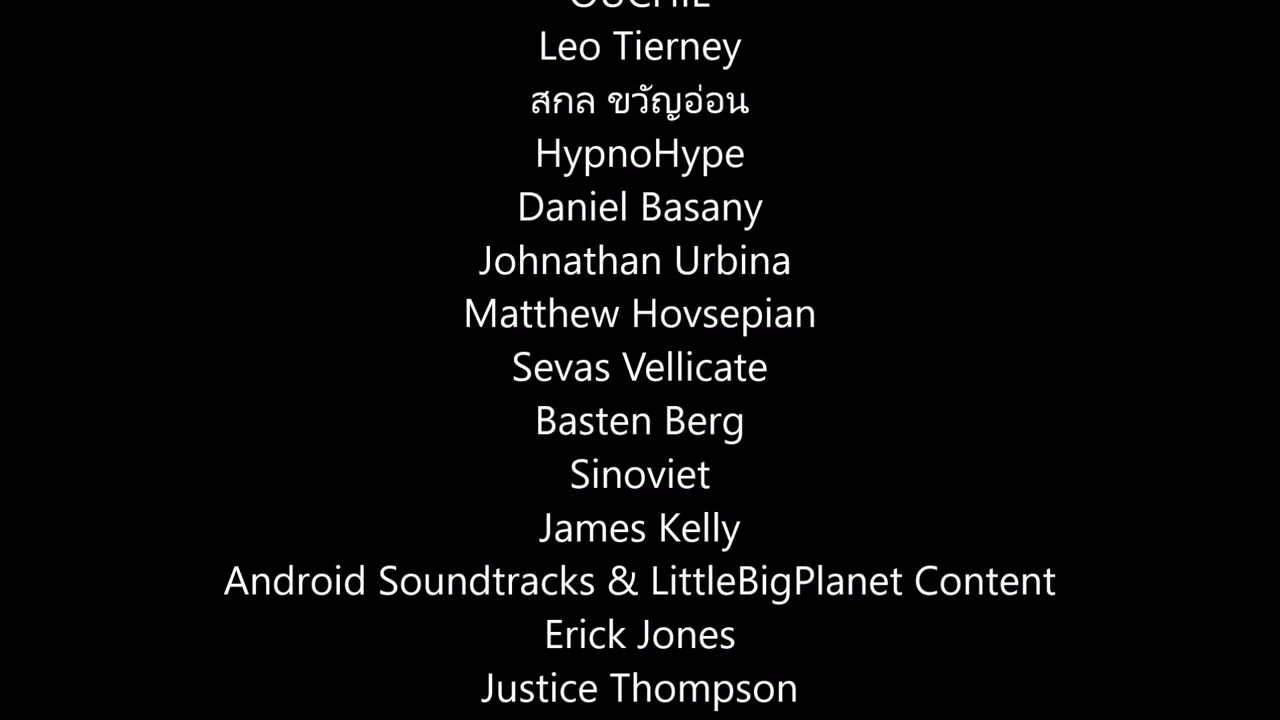 Leo Tierney
สกล ขวัญอ่อน
HypnoHype
Daniel Basany
Johnathan Urbina
Matthew Hovsepian
Sevas Vellicate
Basten Berg
Sinoviet
James Kelly
Android Soundtracks & LittleBigPlanet Content
Erick Jones
Justice Thompson